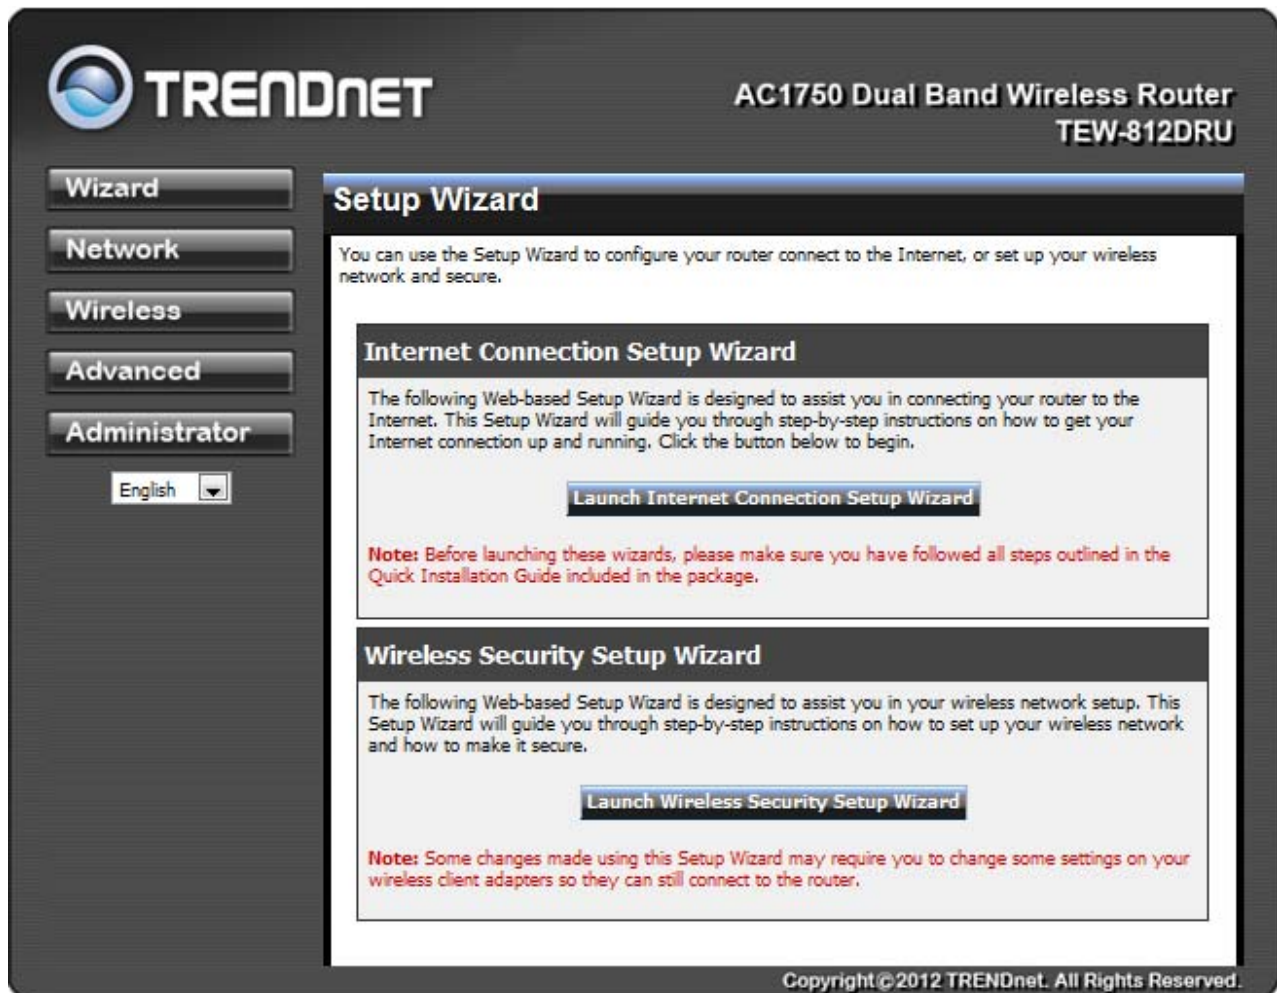 TRENDNET
AC1750 Dual Band Wireless Router
TEW-812DRU
Wizard
Network
Wireless
Advanced
Administrator
English
Setup Wizard
You can use the Setup Wizard to configure your router connect to the Internet, or set up your wireless
network and secure.
Internet Connection Setup Wizard
The following Web-based Setup Wizard is designed to assist you in connecting your router to the
Internet. This Setup Wizard will guide you through step-by-step instructions on how to get your
Internet connection up and running. Click the button below to begin.
Launch Internet Connection Setup Wizard
Note: Before launching these wizards, please make sure you have followed all steps outlined in the
Quick Installation Guide included in the package.
Wireless Security Setup Wizard
The following Web-based Setup Wizard is designed to assist you in your wireless network setup. This
Setup Wizard will guide you through step-by-step instructions on how to set up your wireless network
and how to make it secure.
Launch Wireless Security Setup Wizard
Note: Some changes made using this Setup Wizard may require you to change some settings on your
wireless client adapters so they can still connect to the router.
Copyright©2012 TRENDnet. All Rights Reserved.